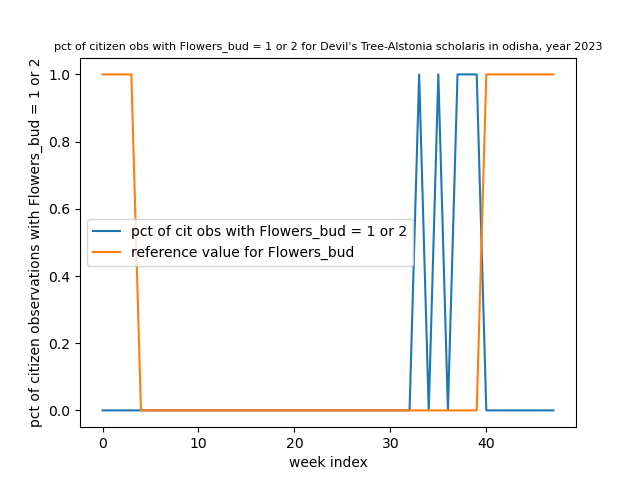 pct of citizen obs with Flowers_bud = 1 or 2 for Devil's Tree-Alstonia scholaris in odisha, year 2023
pct of citizen observations with Flowers_bud = 1 or 2
1.0
0.8
0.6
0.4
0.2
0.0
pct of cit obs with Flowers_bud = 1 or 2
reference value for Flowers_bud
0 10 20 30 40
week index